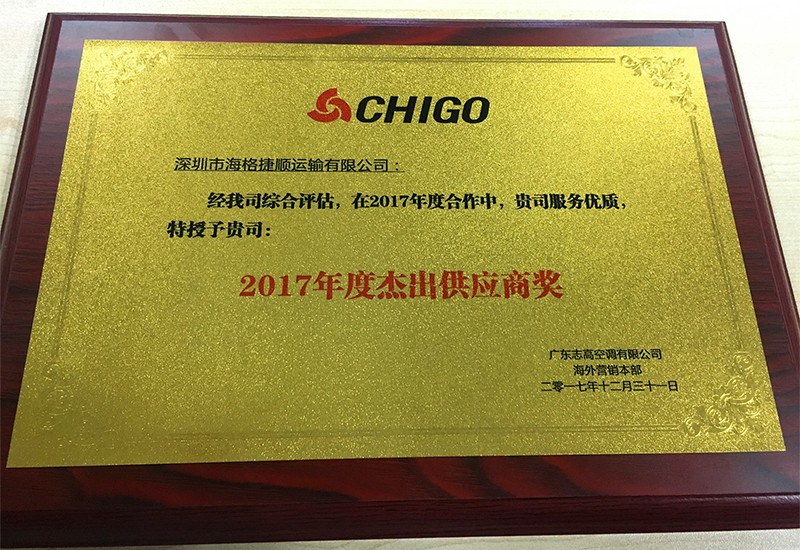 CHIGO
深圳市海格捷顺运输有限公司：
经我司综合评估，在2017年度合作中，贵司服务优质，
特授予贵司：
2017年度杰出供应商奖
广东志高空调有限公司
海外营销本部
二零一七年十二月三十一日